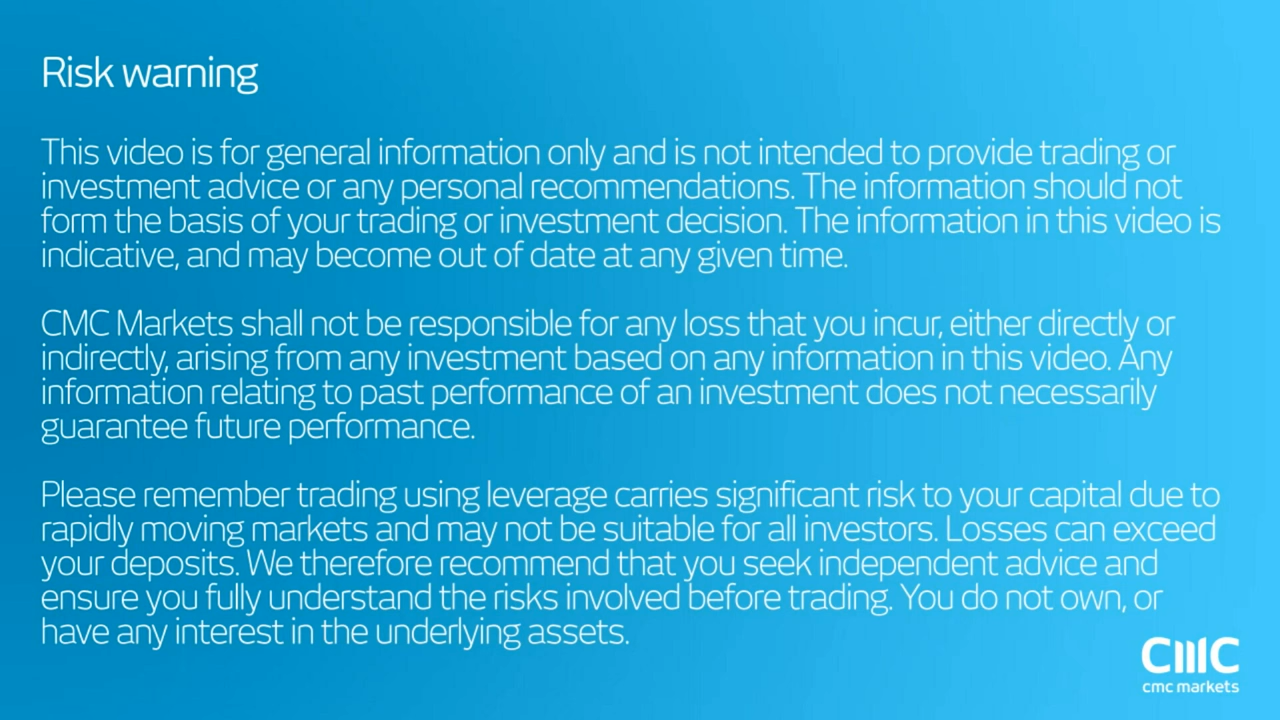 Risk warning
This video is for general information only and is not intended to provide trading or
investment advice or any personal recommendations. The information should not
form the basis of your trading or investment decision. The information in this video is
indicative, and may become out of date at any given time.
CMC Markets shall not be responsible for any loss that you incur, either directly or
indirectly, arising from any investment based on any information in this video. Any
information relating to past performance of an investment does not necessarily
guarantee future performance.
Please remember trading using leverage carries significant risk to your capital due to
rapidly moving markets and may not be suitable for all investors. Losses can exceed
your deposits. We therefore recommend that you seek independent advice and
ensure you fully understand the risks involved before trading. You do not own, or
have any interest in the underlying assets.
CMC
cmc markets